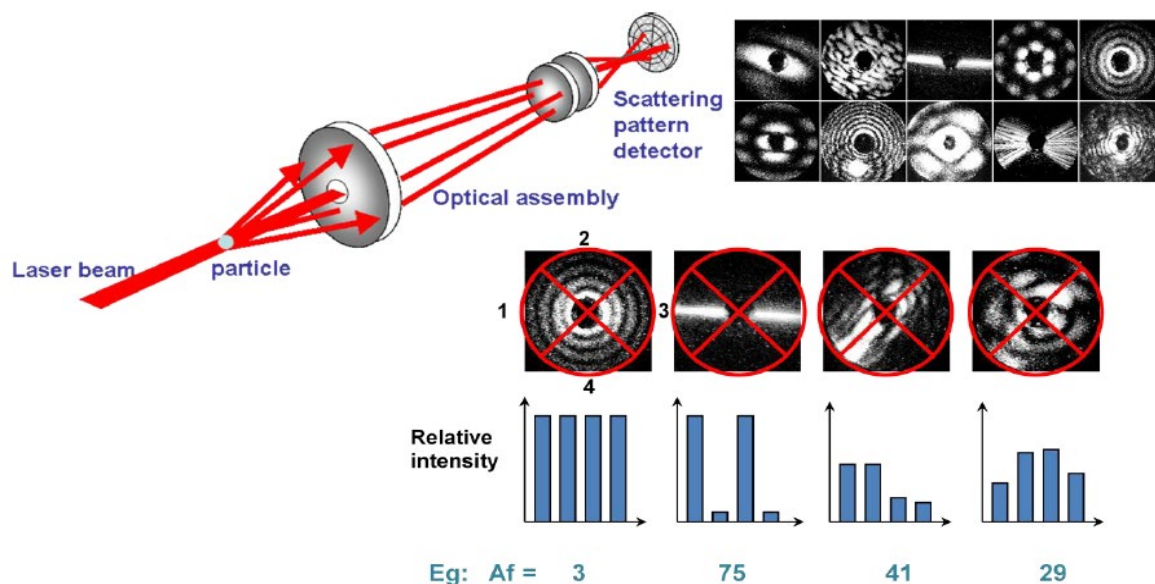 Scattering
pattern
detector
Optical assembly
Laser beam
particle
2
1
3
4
Relative
intensity
Eg: Af = 3 75 41 29